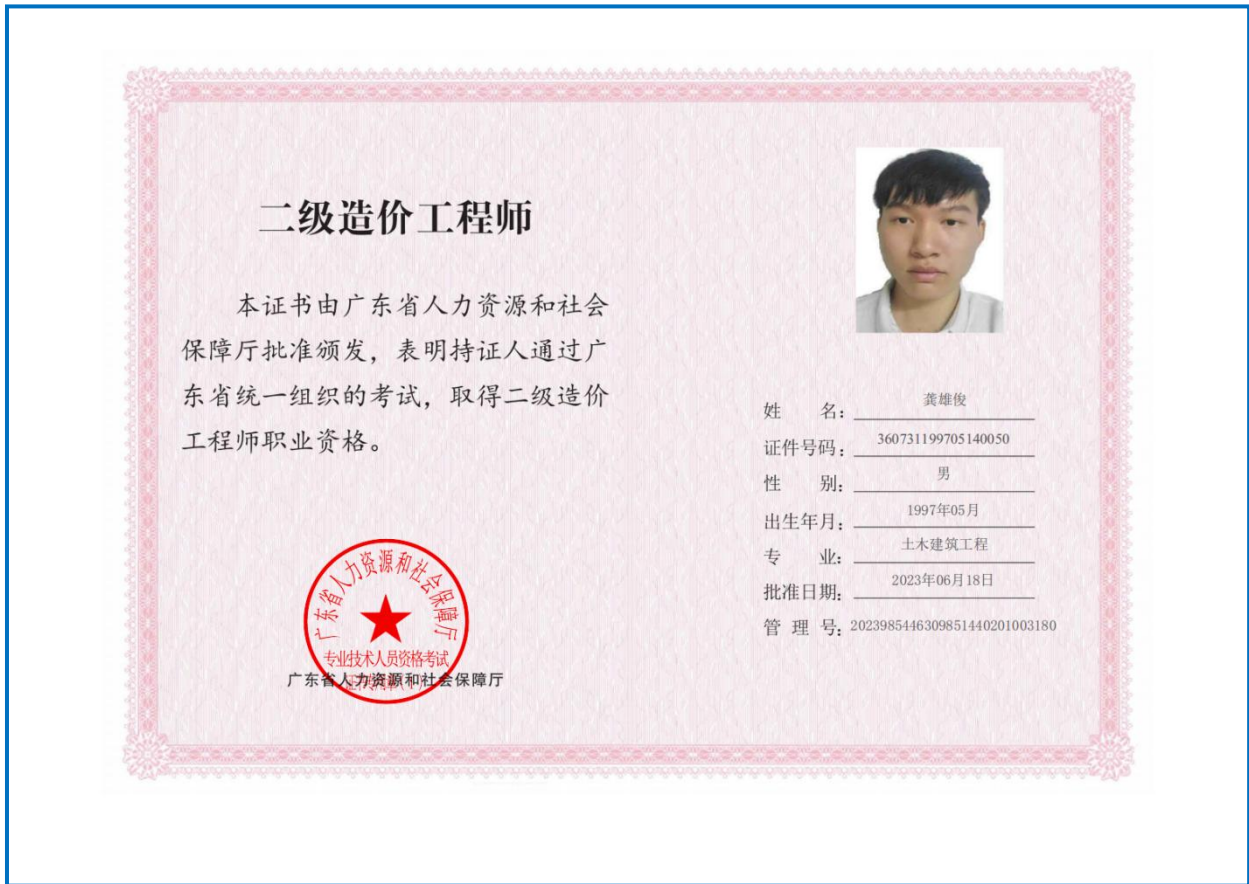 二级造价工程师
本证书由广东省人力资源和社会
保障厅批准颁发，表明持证人通过广
东省统一组织的考试，取得二级造价
工程师职业资格。
广东省人力资源和社会保障厅
专业技术人员资格考试
广东省人力资源和社会保障厅
姓 名：龚雄俊
证件号码：360731199705140050
性 别：男
出生年月：1997年05月
专 业：土木建筑工程
批准日期：2023年06月18日
管 理 号：2023985446309851440201003180